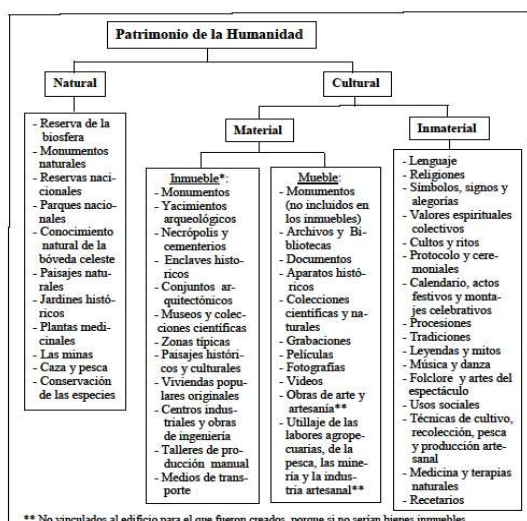 Patrimonio de la Humanidad
Natural
Cultural
Material
Inmaterial
- Reserva de la
biosfera
- Monumentos
naturales
- Reservas naci-
cionales
- Parques nacio-
nales
- Conocimiento
natural de la
bóveda celeste
- Paisajes natu-
rales
- Jardines histó-
ricos
- Plantas medi-
cinales
- Las minas
- Caza y pesca
- Conservación
de las especies
Inmueble*:
- Monumentos
- Yacimientos
arqueológicos
- Necrópolis y
cementerios
- Enclaves histo-
ricos
- Conjuntos ar-
quitectónicos
- Museos y colec-
ciones científicas
- Zonas típicas
- Paisajes históri-
cos y culturales
- Viviendas popu-
lares originales
- Centros indus-
triales y obras
de ingeniería
- Talleres de pro-
ducción manual
- Medios de trans-
porte
Mueble:
- Monumentos
(no incluidos en
los inmuebles)
- Archivos y Bi-
bliotecas
- Documentos
- Aparatos histó-
ricos
- Colecciones
científica y na-
turales
- Grabaciones
- Películas
- Fotografías
- Videos
- Obras de arte y
artesanía**
- Utillaje de las
labores agrope-
cuarias, de la
pesca, las mine-
ría y la indus-
tria artesanal**
- Lenguaje
- Religiones
- Símbolos, signos y
alegorías
- Valores espirituales
colectivos
- Cultos y ritos
- Protocolo y cere-
moniales
- Calendario, actos
festivos y monta-
jes celebrativos
- Procesiones
- Tradiciones
- Leyendas y mitos
- Música y danza
- Folclore y artes del
espectáculo
- Usos sociales
- Técnicas de cultivo,
recolección, pesca
y producción arte-
sanal
- Medicina y terapias
naturales
- Recetarios
** No vinculados al edificio para el que fueron creados, porque si no serian bienes inmuebles